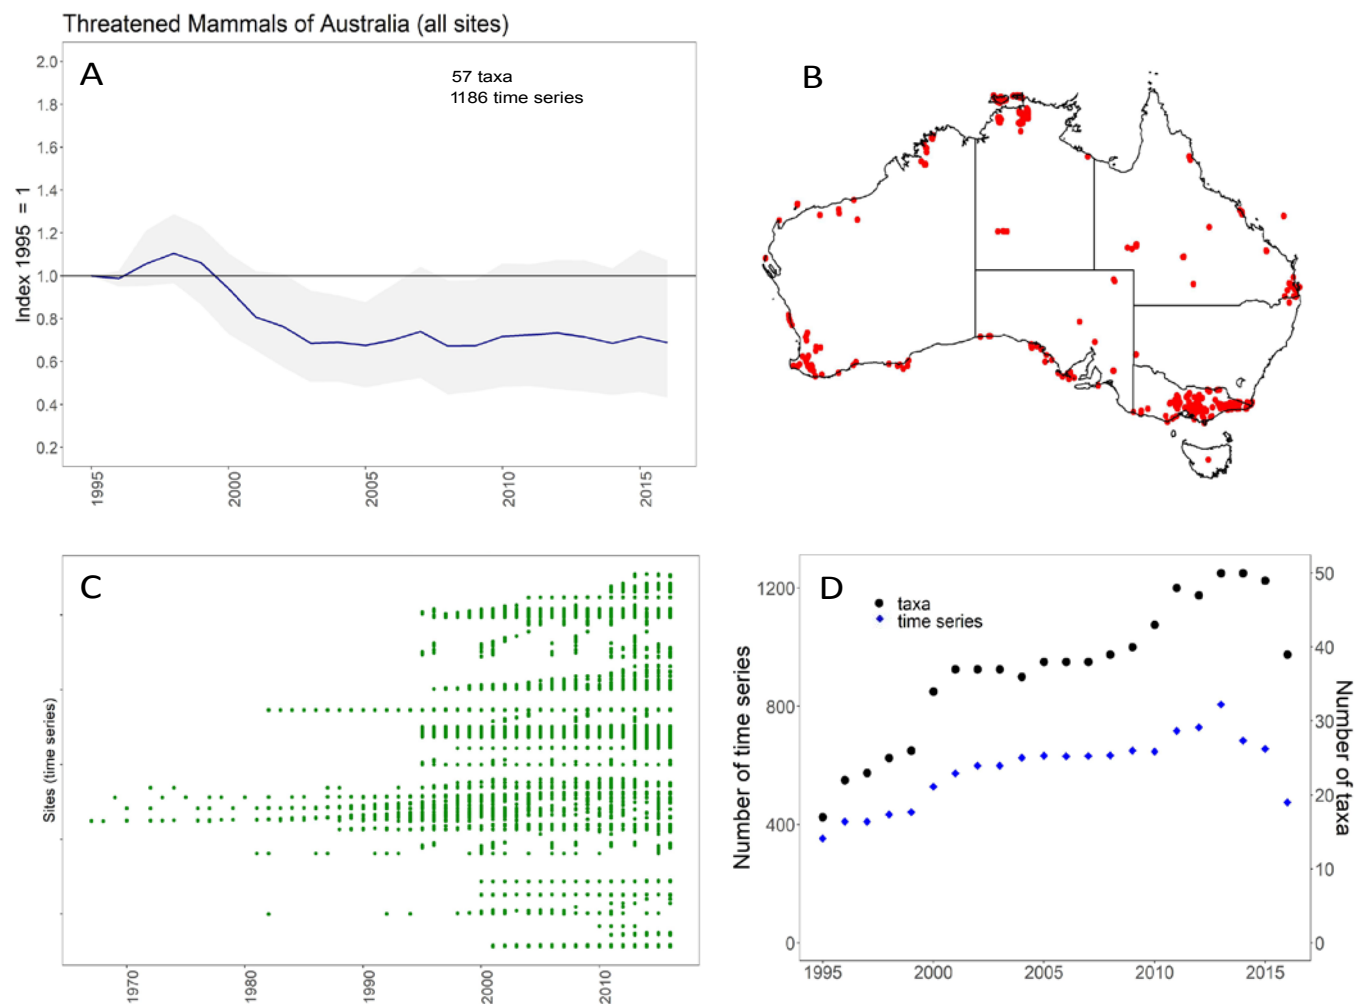 Threatened Mammals of Australia (all sites)
A
57 taxa
1186 time series
2.0
1.8
1.6
1.4
1.2
1.0
0.8
0.6
0.4
0.2
Index 1995 = 1
1995
2000
2005
2010
2015
B
C
Sites (time series)
1970
1980
1990
2000
2010
D
taxa
time series
1200
800
400
0
Number of time series
50
40
30
20
10
0
Number of taxa
1995
2000
2005
2010
2015